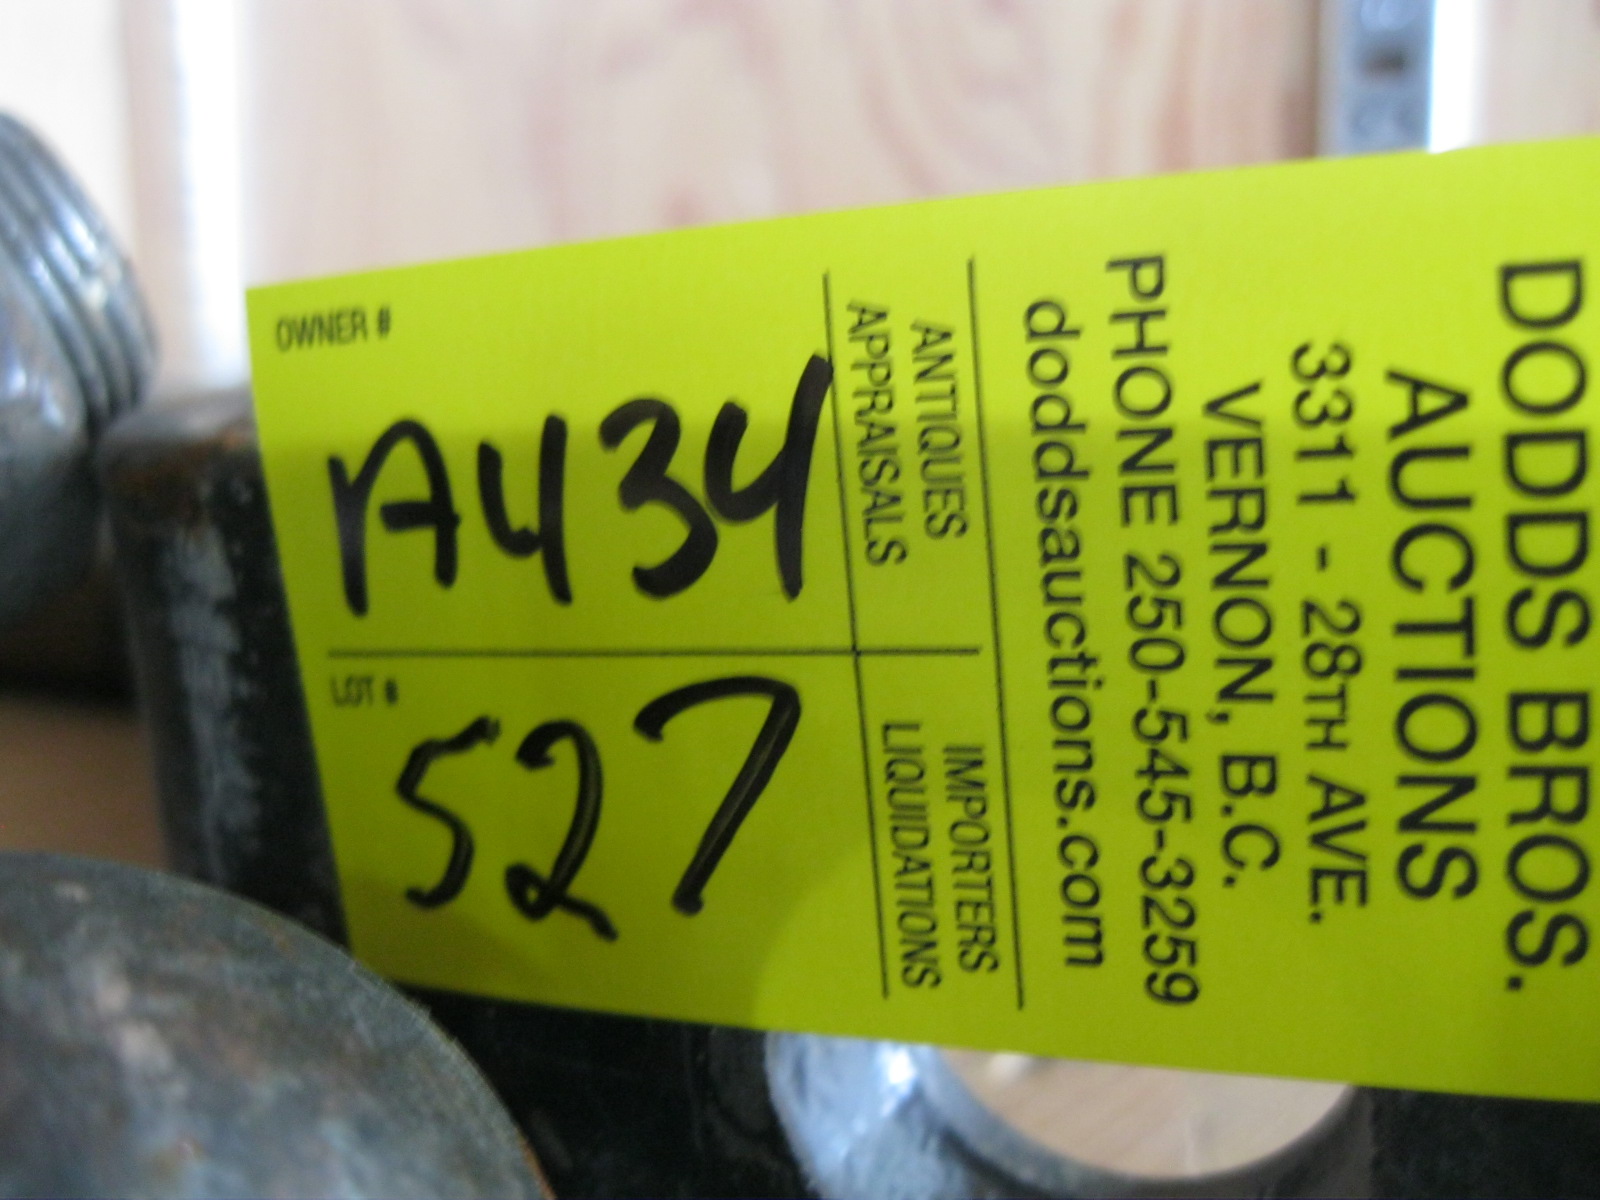 DODDS BROS.
AUCTIONS
3311 - 28TH AVE.
VERNON, B.C.
PHONE 250-545-3259
doddsauctions.com
ANTIQUES
APPRAISALS
IMPORTERS
LIQUIDATIONS
OWNER #
A434
LOT #
527